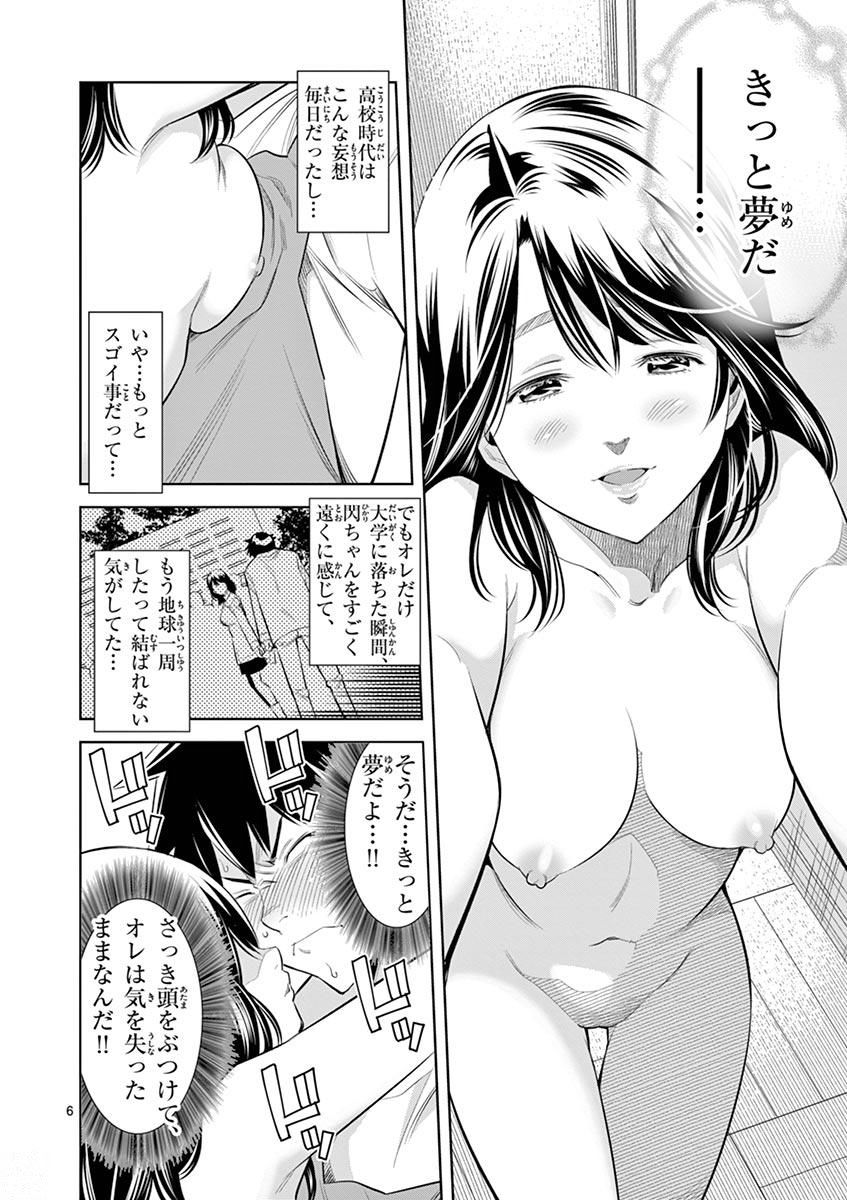 きっと夢だ
――…
高校時代は
こんな妄想
毎日だったし…
いや…もっと
スゴイ事だって…
でもオレだけ
大学に落ちた瞬間、
閃ちゃんをすごく
遠くに感じて、
もう地球一周
したって結ばれない
気がしてた…
そうだ…きっと
夢だよ…!!
ドキ
ドキ
ドキ
さっき頭をぶつけて、
オレは気を失った
ままなんだ!!
6